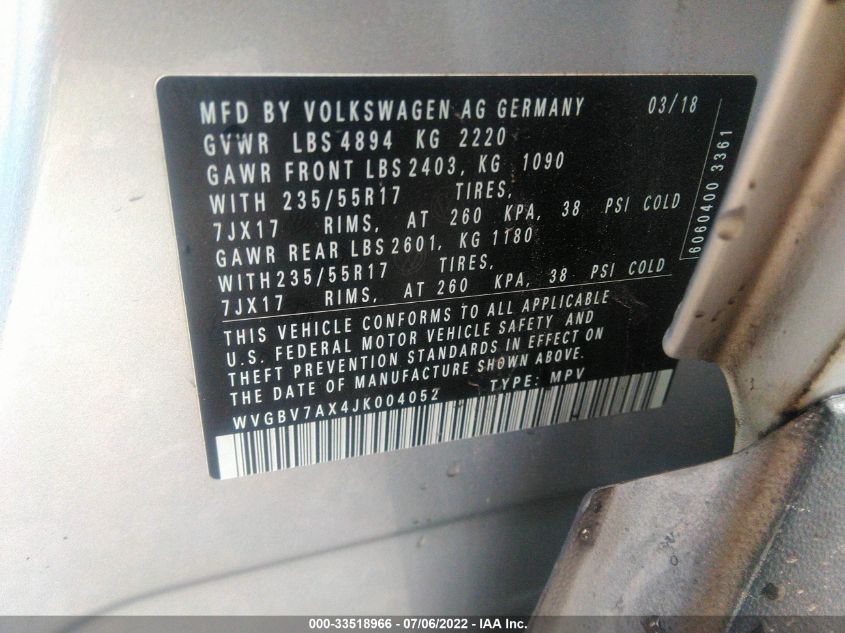 MFD BY VOLKSWAGEN AG GERMANY 03/18
GVWR LBS 4894 KG 2220
GAWR FRONT LBS 2403, KG 1090
WITH 235/55R17 TIRES,
7JX17 RIMS, AT 260 KPA, 38 PSI COLD
GAWR REAR LBS 2601, KG 1180
WITH 235/55R17 TIRES,
7JX17 RIMS, AT 260 KPA, 38 PSI COLD
THIS VEHICLE CONFORMS TO ALL APPLICABLE
U.S. FEDERAL MOTOR VEHICLE SAFETY AND
THEFT PREVENTION STANDARDS IN EFFECT ON
THE DATE OF MANUFACTURE SHOWN ABOVE.
WVGBV7AX4JK004052 TYPE: MPV
6060400 3361
000-33518966 - 07/06/2022 - IAA Inc.